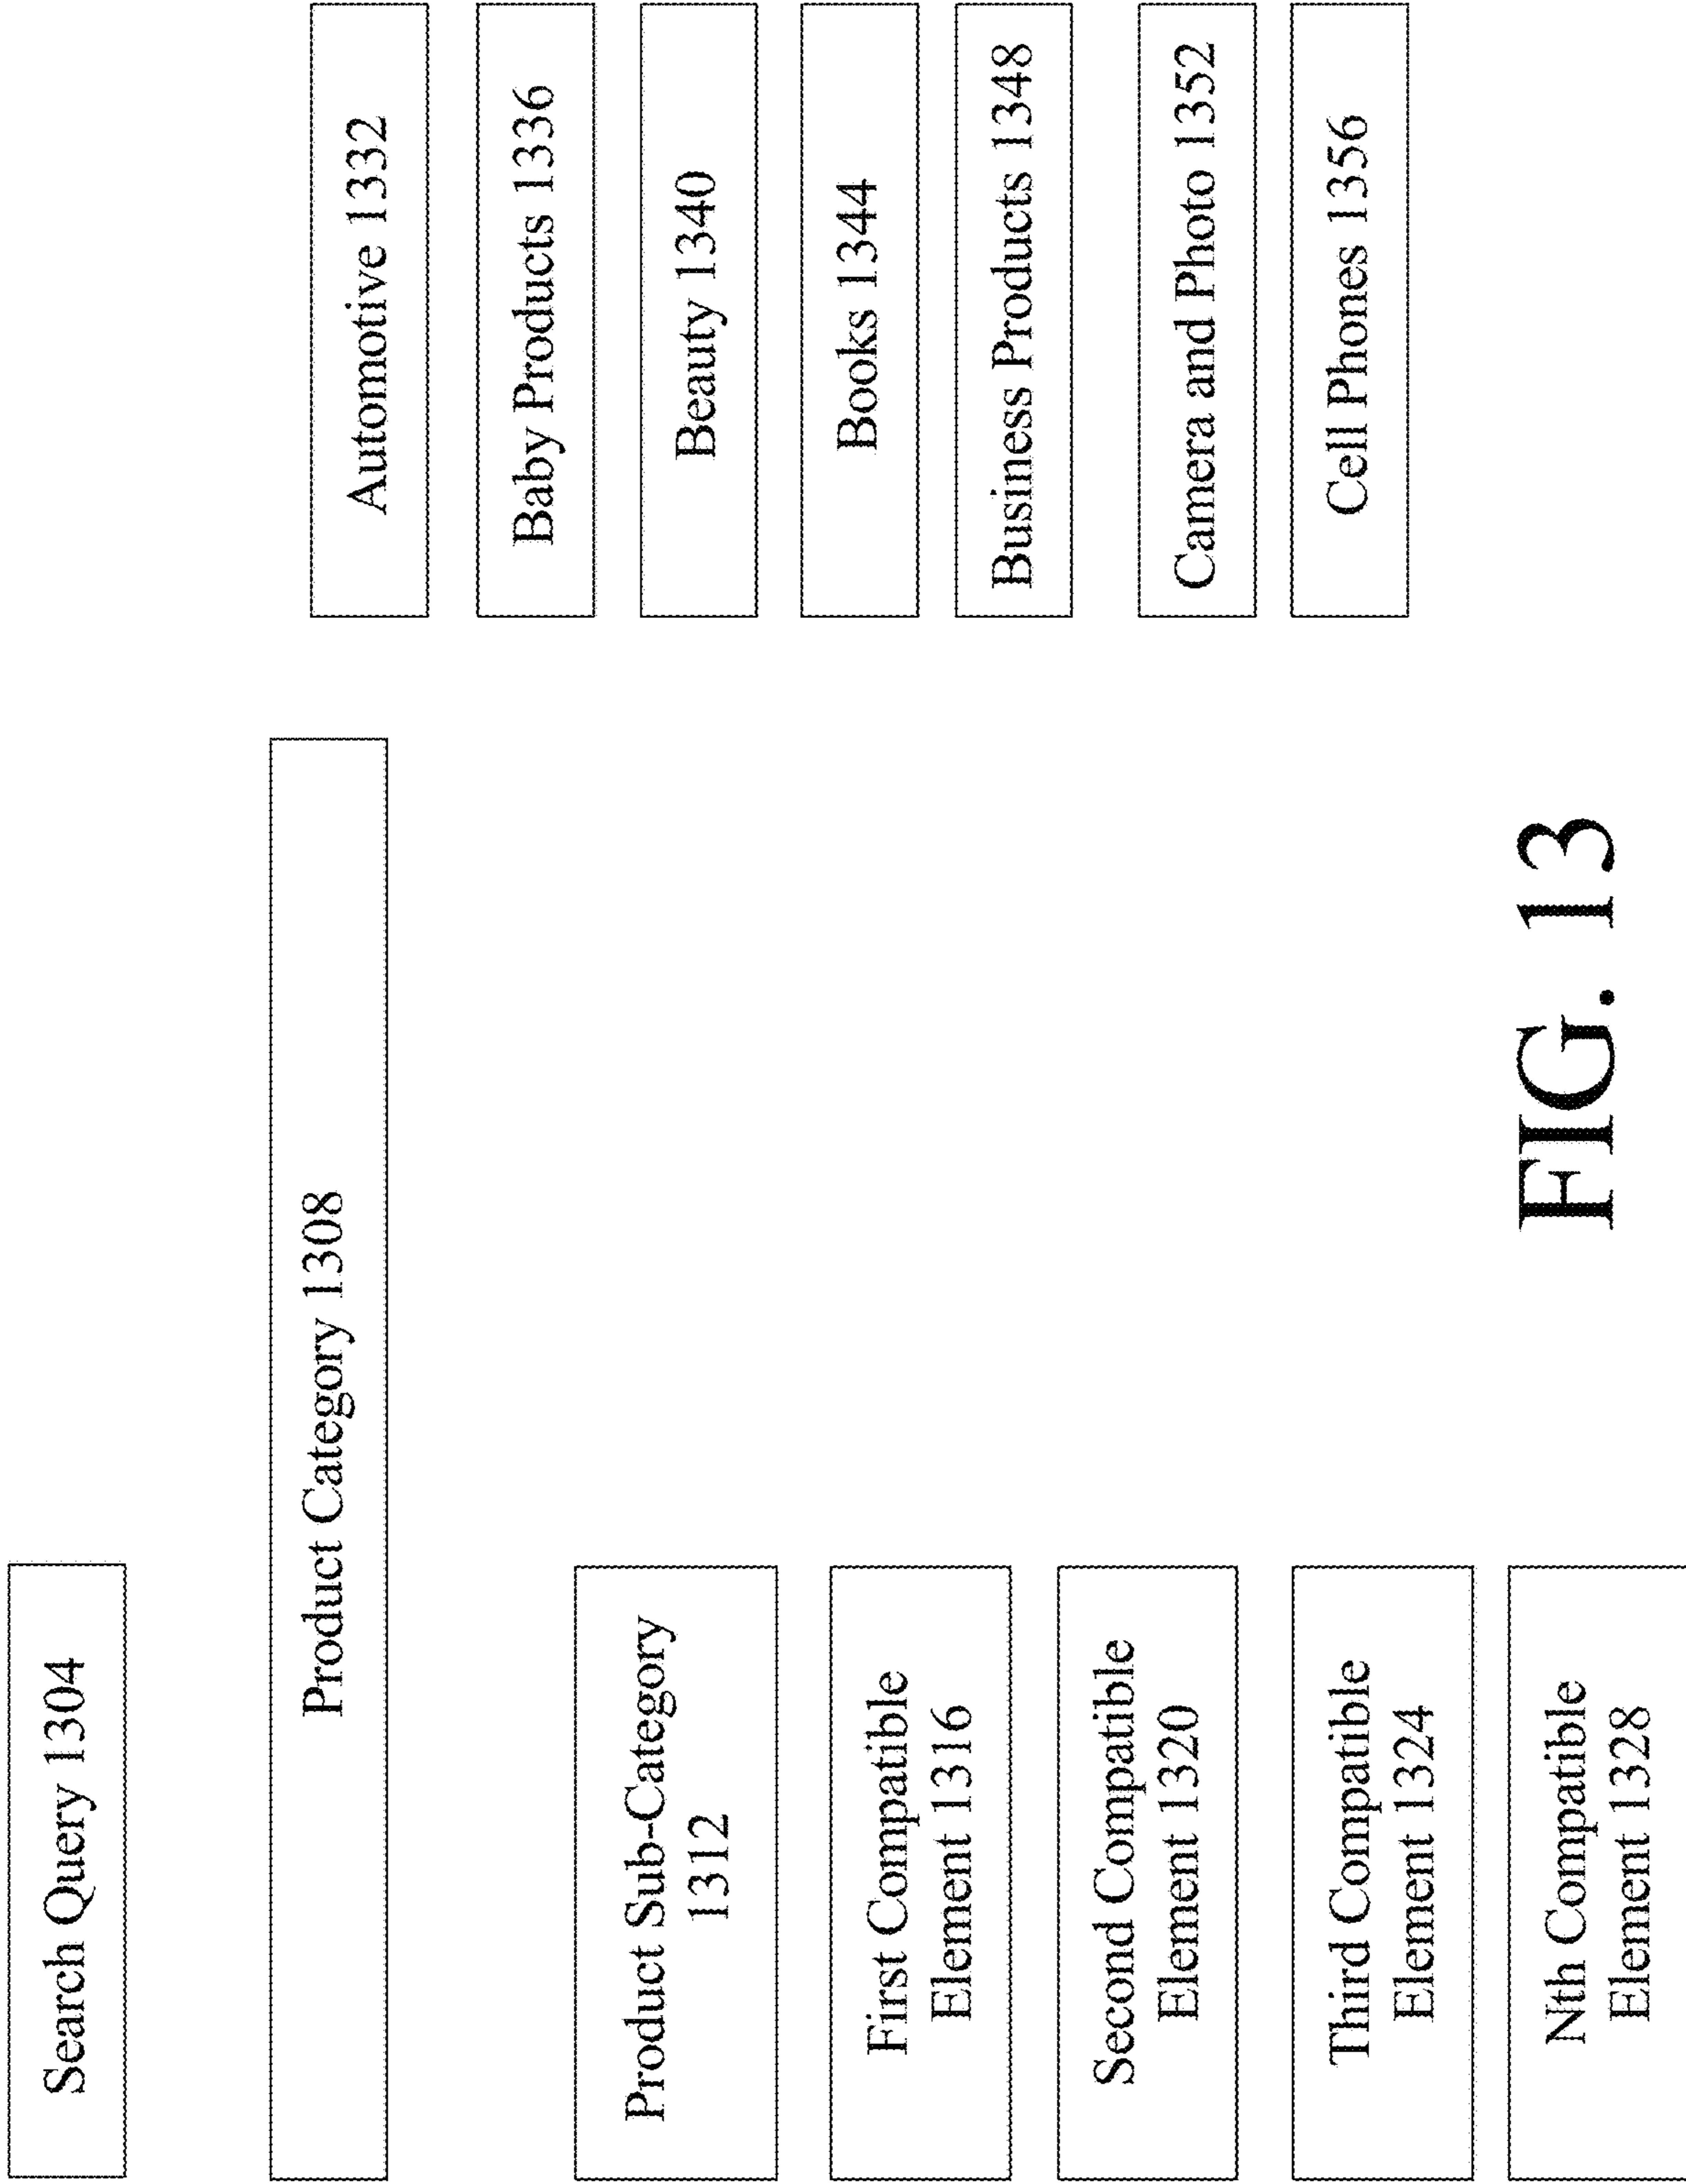 Search Query 1304
Product Category 1308
Product Sub-Category
1312
First Compatible
Element 1316
Second Compatible
Element 1320
Third Compatible
Element 1324
Nth Compatible
Element 1328
Automotive 1332
Baby Products 1336
Beauty 1340
Books 1344
Business Products 1348
Camera and Photo 1352
Cell Phones 1356
FIG. 13